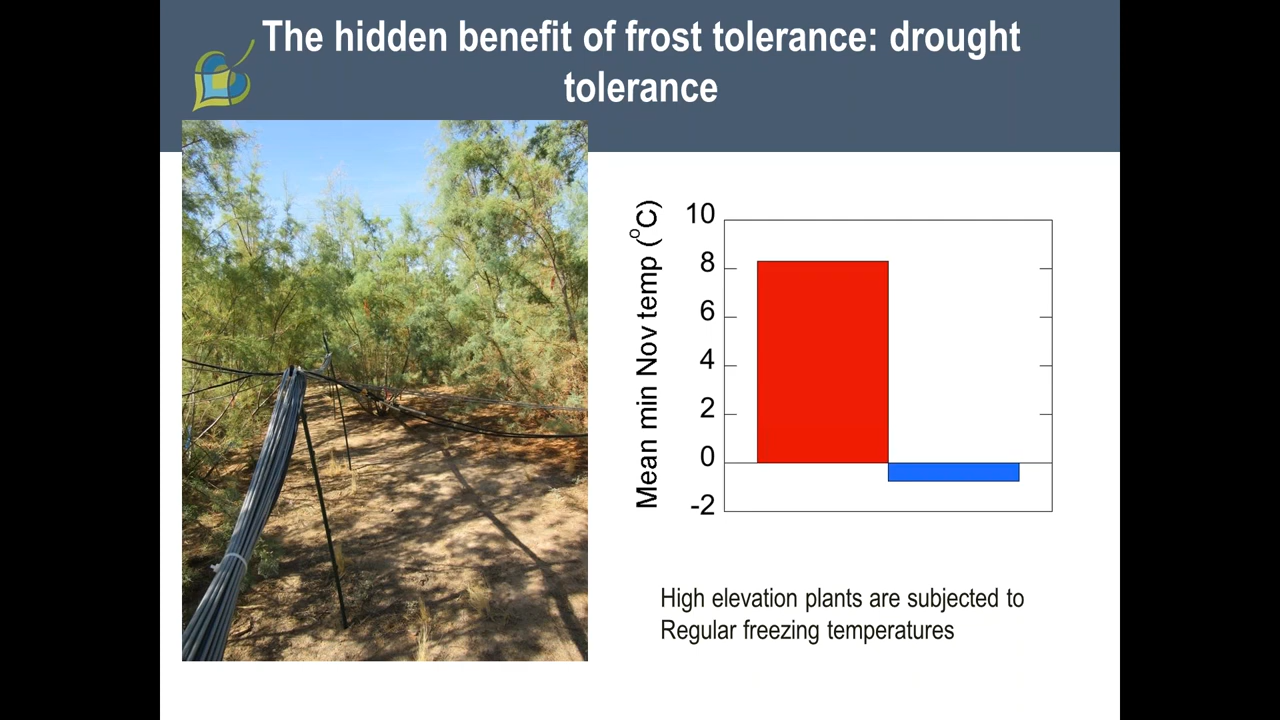 The hidden benefit of frost tolerance: drought
tolerance
Mean min Nov temp (°C)
10
8
6
4
2
0
-2
High elevation plants are subjected to
Regular freezing temperatures